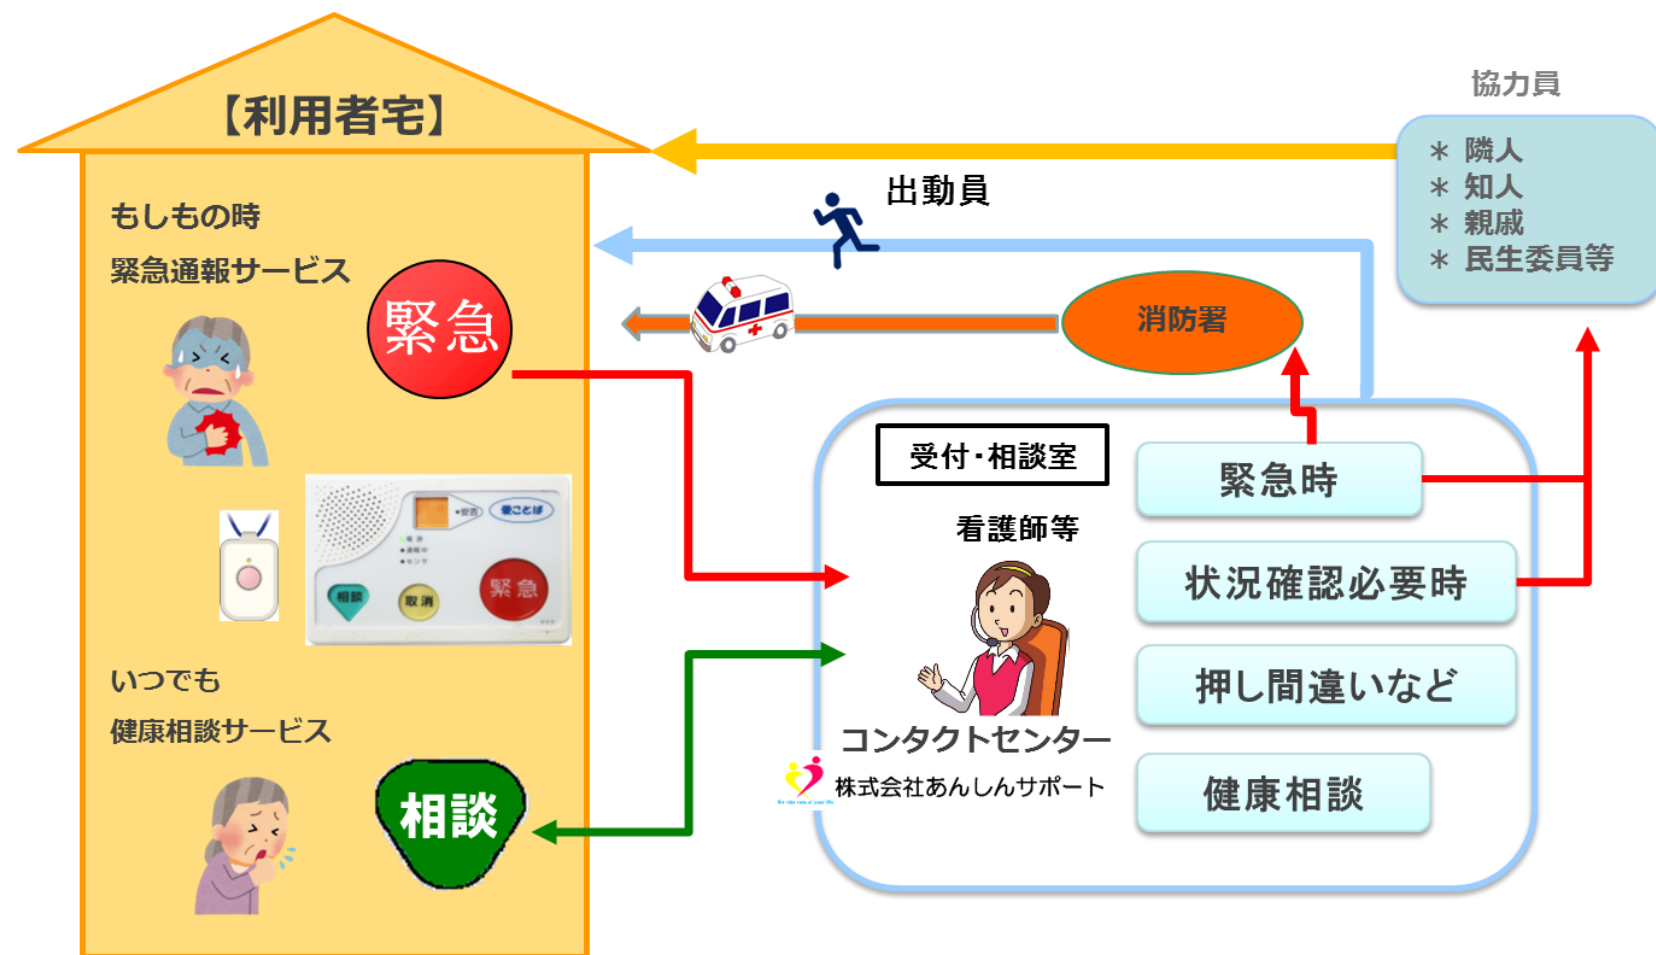 【利用者宅】
もしもの時
緊急通報サービス
緊急
愛ことば
相談
取消
緊急
いつでも
健康相談サービス
相談
出動員
消防署
協力員
＊ 隣人
＊ 知人
＊ 親戚
＊ 民生委員等
受付・相談室
看護師等
コンタクトセンター
株式会社あんしんサポート
緊急時
状況確認必要時
押し間違いなど
健康相談